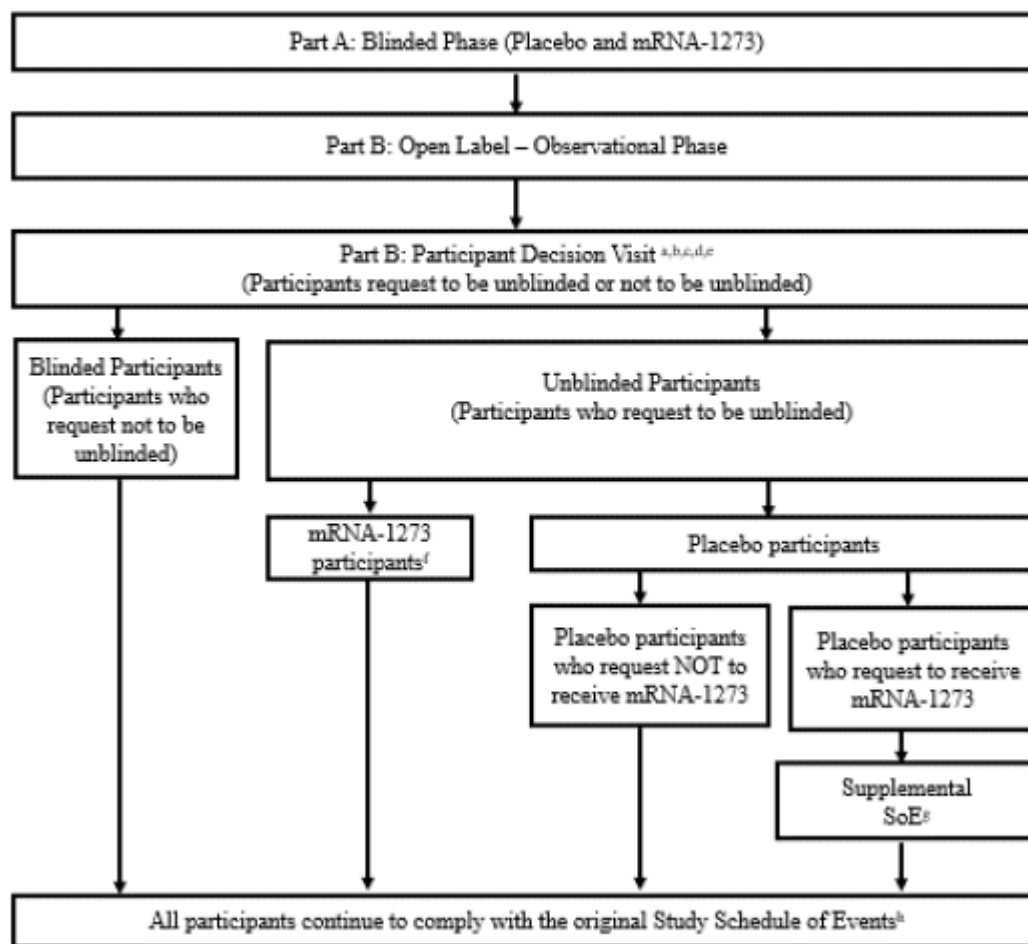 Part A: Blinded Phase (Placebo and mRNA-1273)
Part B: Open Label – Observational Phase
Part B: Participant Decision Visit a,b,c,d,e
(Participants request to be unblinded or not to be unblinded)
Blinded Participants
(Participants who
request not to be
unblinded)
Unblinded Participants
(Participants who request to be unblinded)
mRNA-1273
participantsf
Placebo participants
Placebo participants
who request NOT to
receive mRNA-1273
Placebo participants
who request to receive
mRNA-1273
Supplemental
SoEg
All participants continue to comply with the original Study Schedule of Eventsh